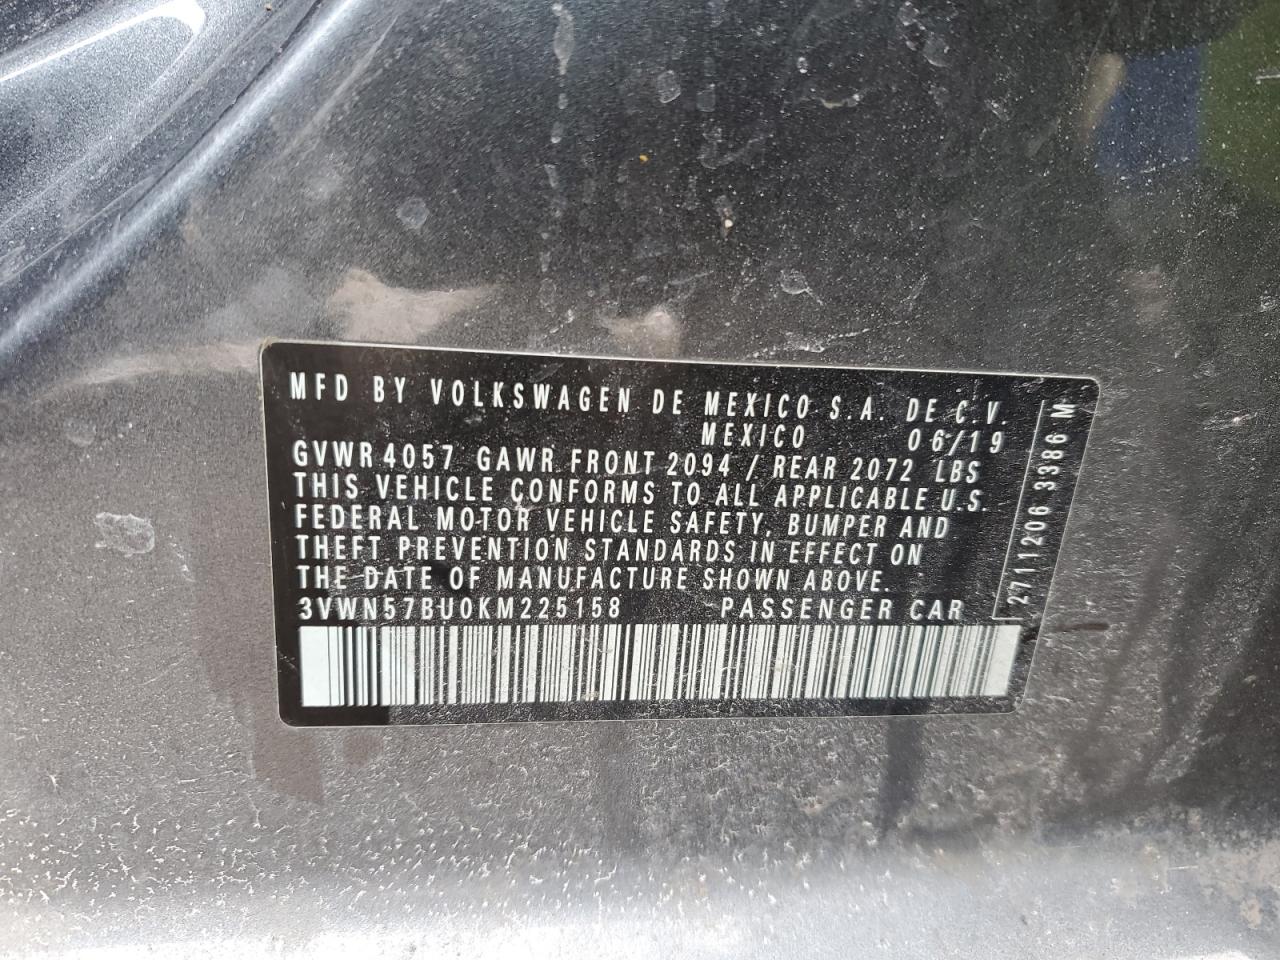 MFD BY VOLKSWAGEN DE MEXICO S.A. DE C.V.
MEXICO 06/19
GVWR 4057 GAWR FRONT 2094 / REAR 2072 LBS
THIS VEHICLE CONFORMS TO ALL APPLICABLE U.S.
FEDERAL MOTOR VEHICLE SAFETY, BUMPER AND
THEFT PREVENTION STANDARDS IN EFFECT ON
THE DATE OF MANUFACTURE SHOWN ABOVE.
3VWN57BU0KM225158 PASSENGER CAR
2711206 3386 M